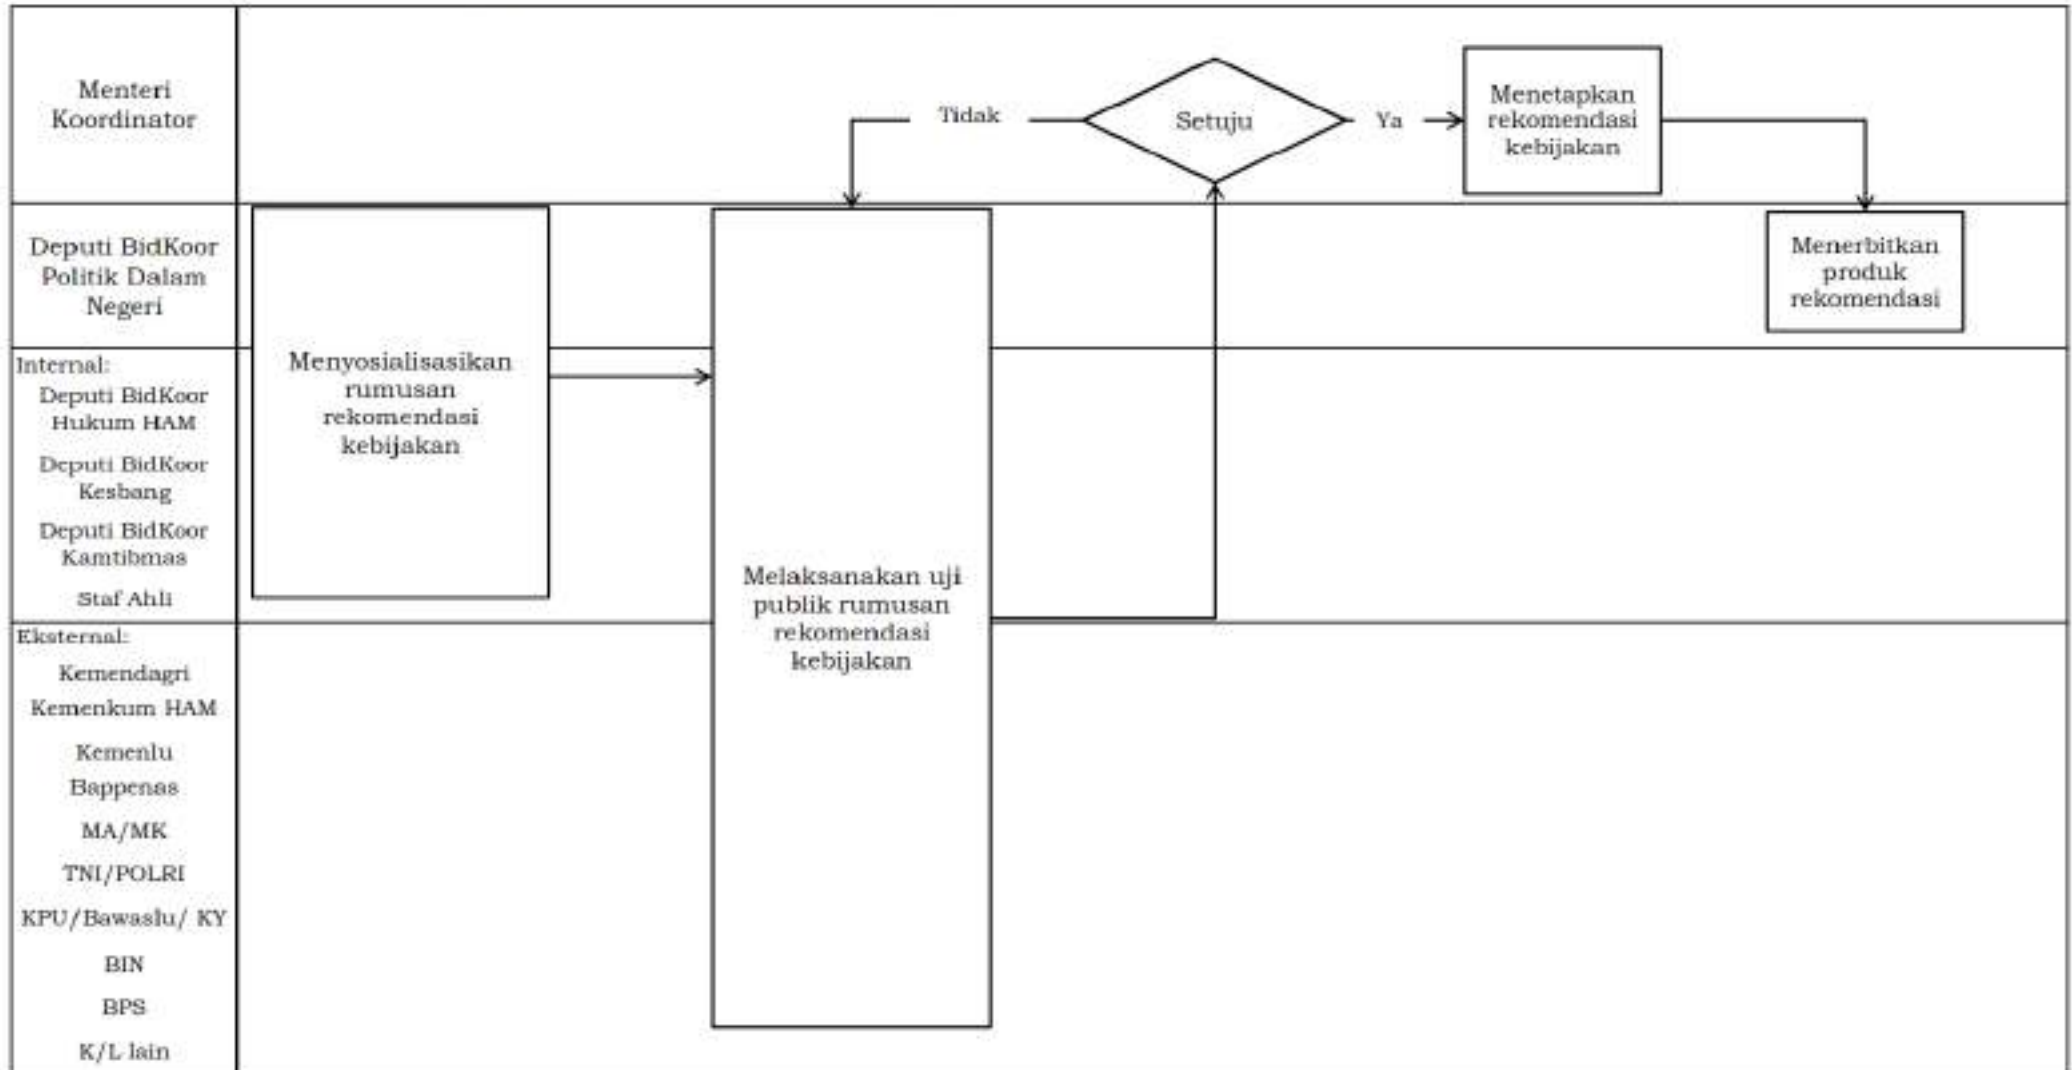 Menteri
Koordinator
Tidak
Setuju
Ya
Menetapkan
rekomendasi
kebijakan
Deputi BidKoor
Politik Dalam
Negeri
Menerbitkan
produk
rekomendasi
Internal:
Deputi BidKoor
Hukum HAM
Deputi BidKoor
Kesbang
Deputi BidKoor
Kamtibmas
Staf Ahli
Menyosialisasikan
rumusan
rekomendasi
kebijakan
Melaksanakan uji
publik rumusan
rekomendasi
kebijakan
Eksternal:
Kemendagri
Kemenkum HAM
Kemenlu
Bappenas
MA/MK
TNI/POLRI
KPU/Bawaslu/ KY
BIN
BPS
K/L lain